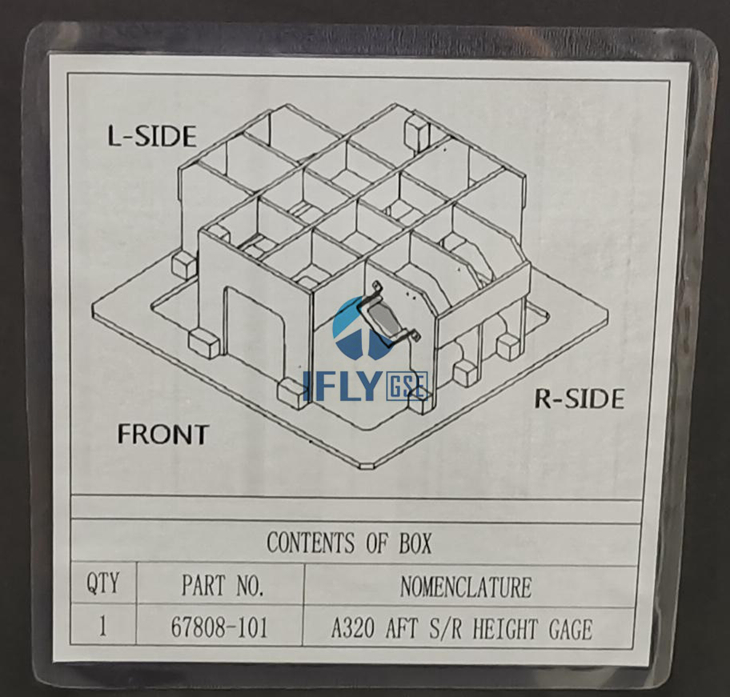 L-SIDE
IFLY GSE
R-SIDE
FRONT
CONTENTS OF BOX
QTY PART NO. NOMENCLATURE
1 67808-101 A320 AFT S/R HEIGHT GAGE